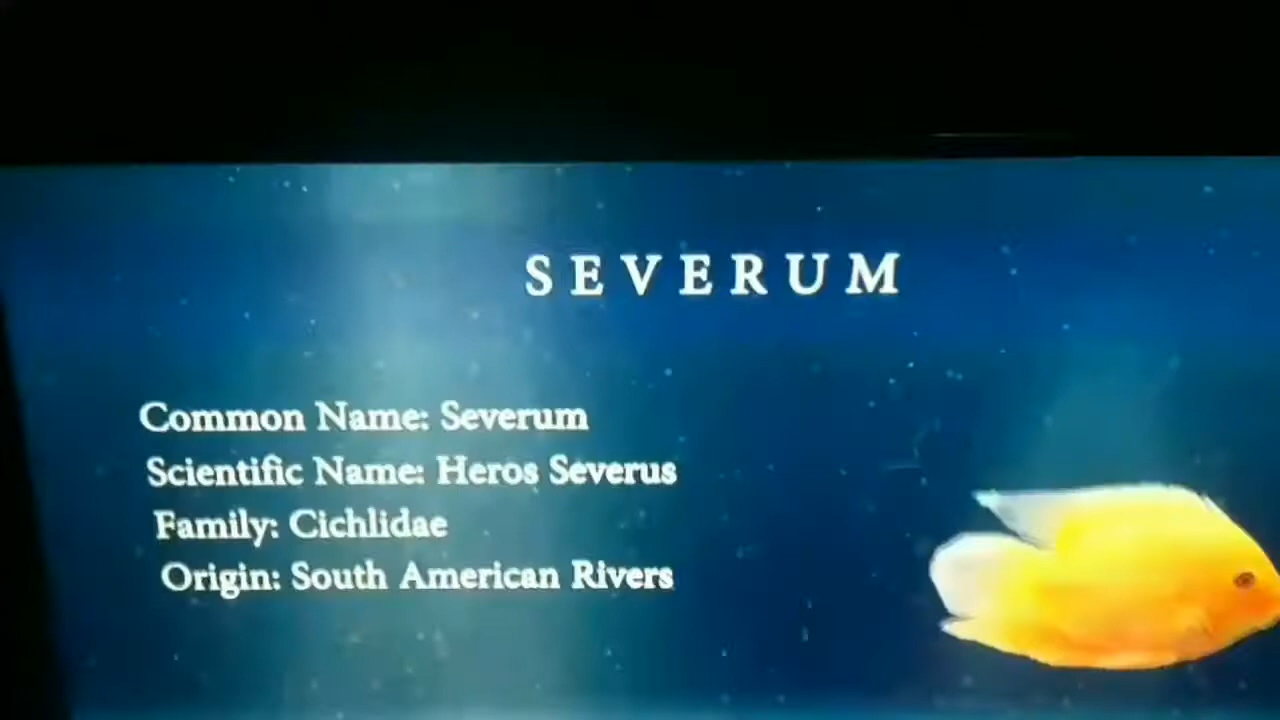 SEVERUM
Common Name: Severum
Scientific Name: Heros Severus
Family: Cichlidae
Origin: South American Rivers